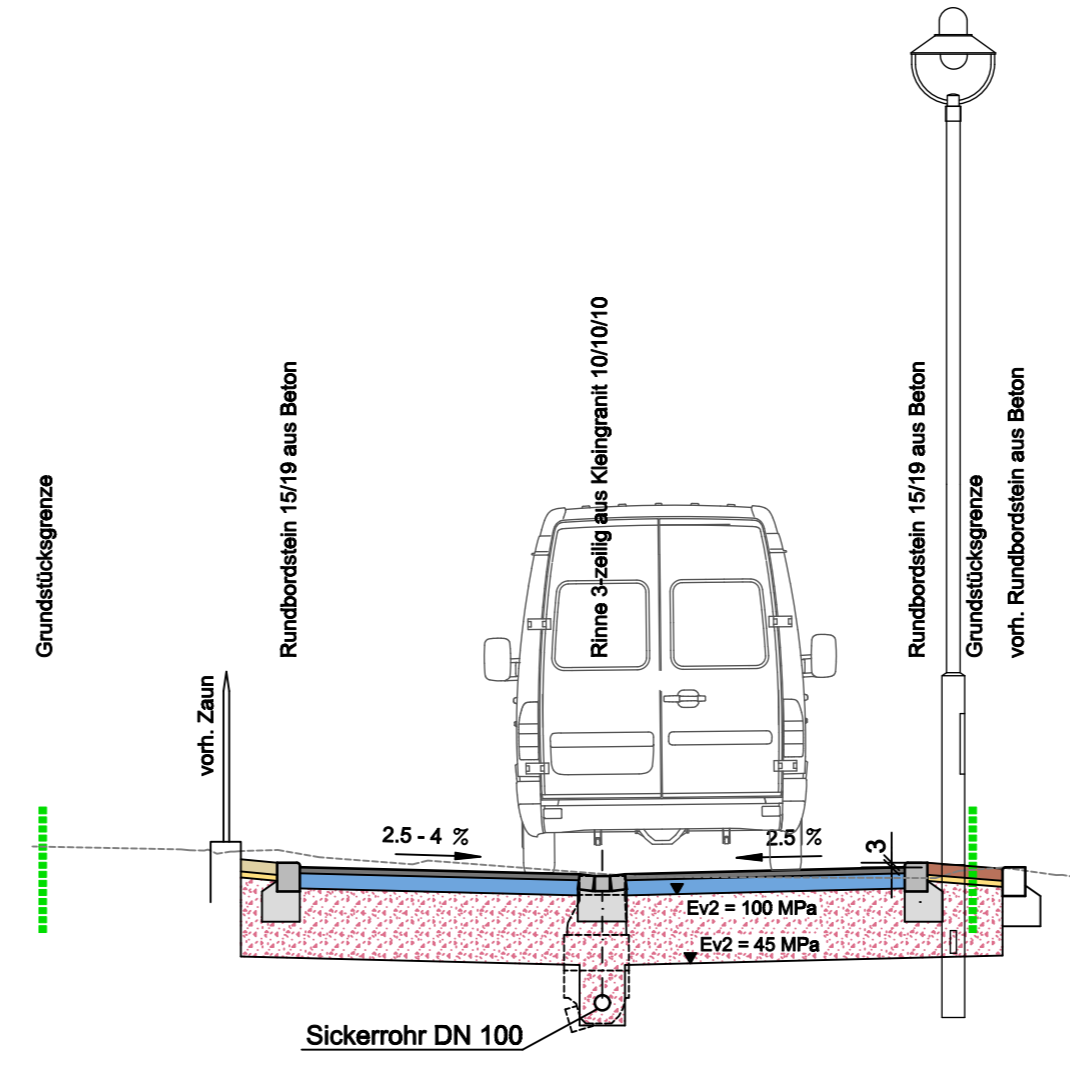 Grundstücksgrenze
vorh. Zaun
Rundbordstein 15/19 aus Beton
Rinne 3-zeilig aus Kleingranit 10/10/10
Rundbordstein 15/19 aus Beton
Grundstücksgrenze
vorh. Rundbordstein aus Beton
2.5 - 4 %
2.5 %
3
Ev2 = 100 MPa
Ev2 = 45 MPa
Sickerrohr DN 100